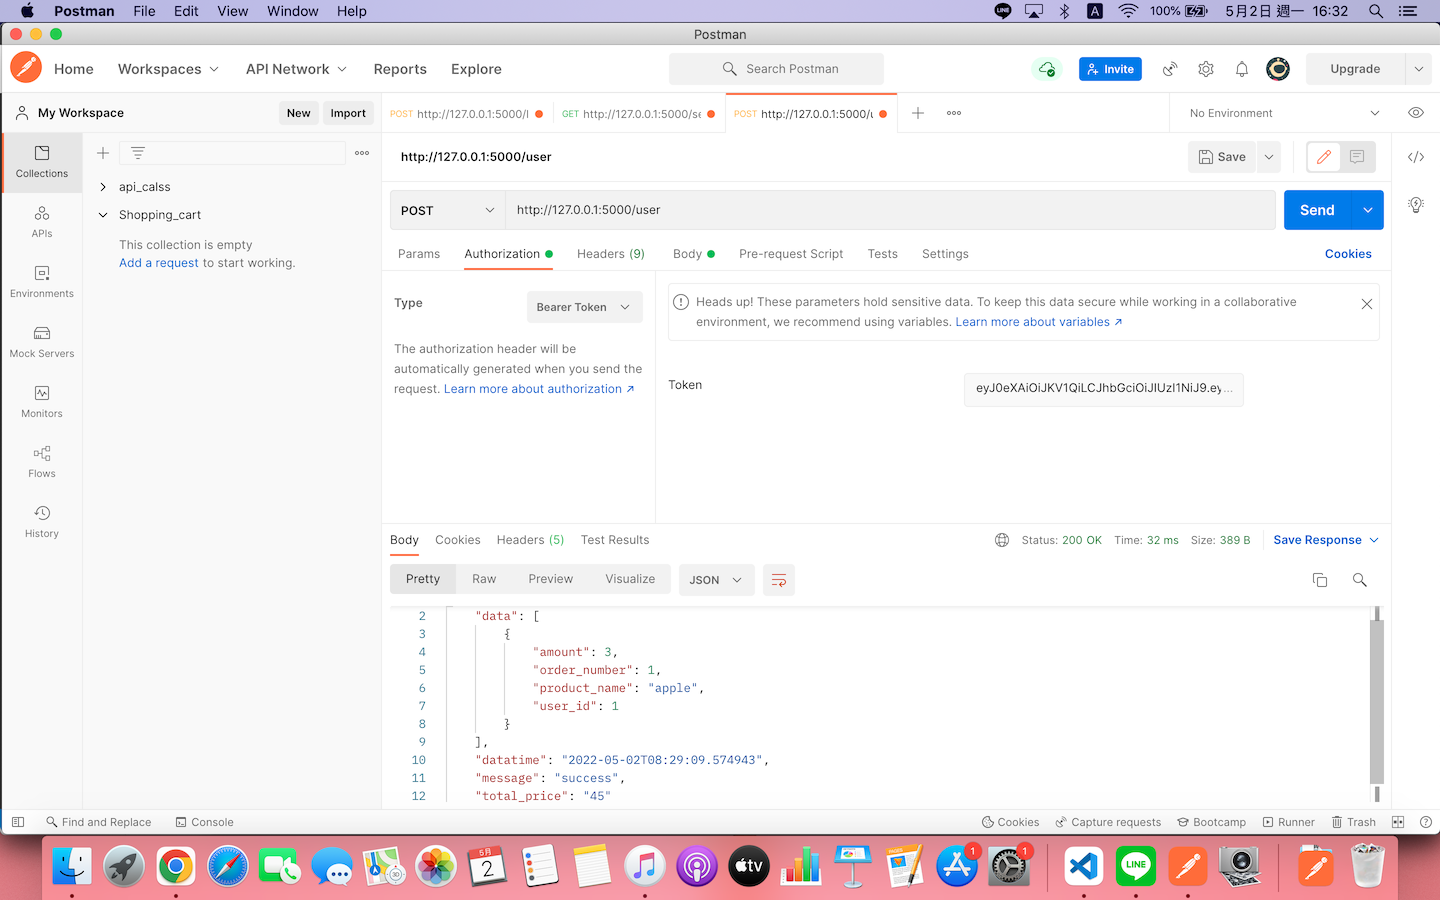 Postman File Edit View Window Help LINE A 100% 5月2日 週一 16:32
Postman
Home Workspaces API Network Reports Explore Search Postman Invite Upgrade
My Workspace New Import POST http://127.0.0.1:5000/l GET http://127.0.0.1:5000/se POST http://127.0.0.1:5000/u No Environment
Collections
APIs
Environments
Mock Servers
Monitors
Flows
History
api_calss
Shopping_cart
This collection is empty
Add a request to start working.
http://127.0.0.1:5000/user Save
POST http://127.0.0.1:5000/user Send
Params Authorization Headers (9) Body Pre-request Script Tests Settings Cookies
Type Bearer Token
The authorization header will be
automatically generated when you send the
request. Learn more about authorization ↗
Heads up! These parameters hold sensitive data. To keep this data secure while working in a collaborative
environment, we recommend using variables. Learn more about variables ↗
Token eyJ0eXAiOiJKV1QiLCJhbGciOiJIUzI1NiJ9.ey...
Body Cookies Headers (5) Test Results Status: 200 OK Time: 32 ms Size: 389 B Save Response
Pretty Raw Preview Visualize JSON
2 "data": [
3 {
4 "amount": 3,
5 "order_number": 1,
6 "product_name": "apple",
7 "user_id": 1
8 }
9 ],
10 "datatime": "2022-05-02T08:29:09.574943",
11 "message": "success",
12 "total_price": "45"
Find and Replace Console Cookies Capture requests Bootcamp Runner Trash
5月
2
tv
1
1
LINE